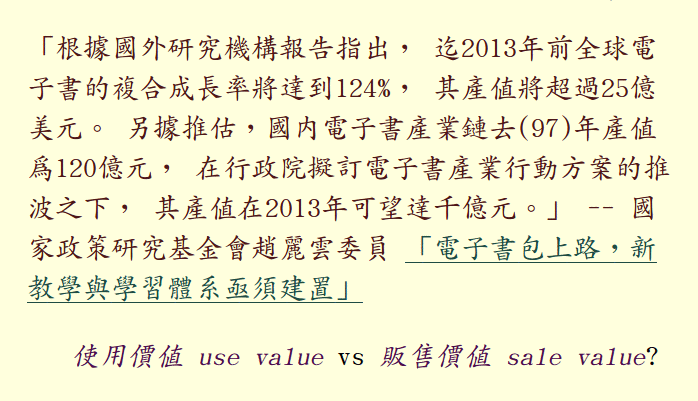 「根據國外研究機構報告指出， 迄2013年前全球電
子書的複合成長率將達到124%， 其產值將超過25億
美元。 另據推估，國內電子書產業鏈去(97)年產值
為120億元， 在行政院擬訂電子書產業行動方案的推
波之下， 其產值在2013年可望達千億元。」 -- 國
家政策研究基金會趙麗雲委員 「電子書包上路，新
教學與學習體系亟須建置」
使用價值 use value vs 販售價值 sale value?